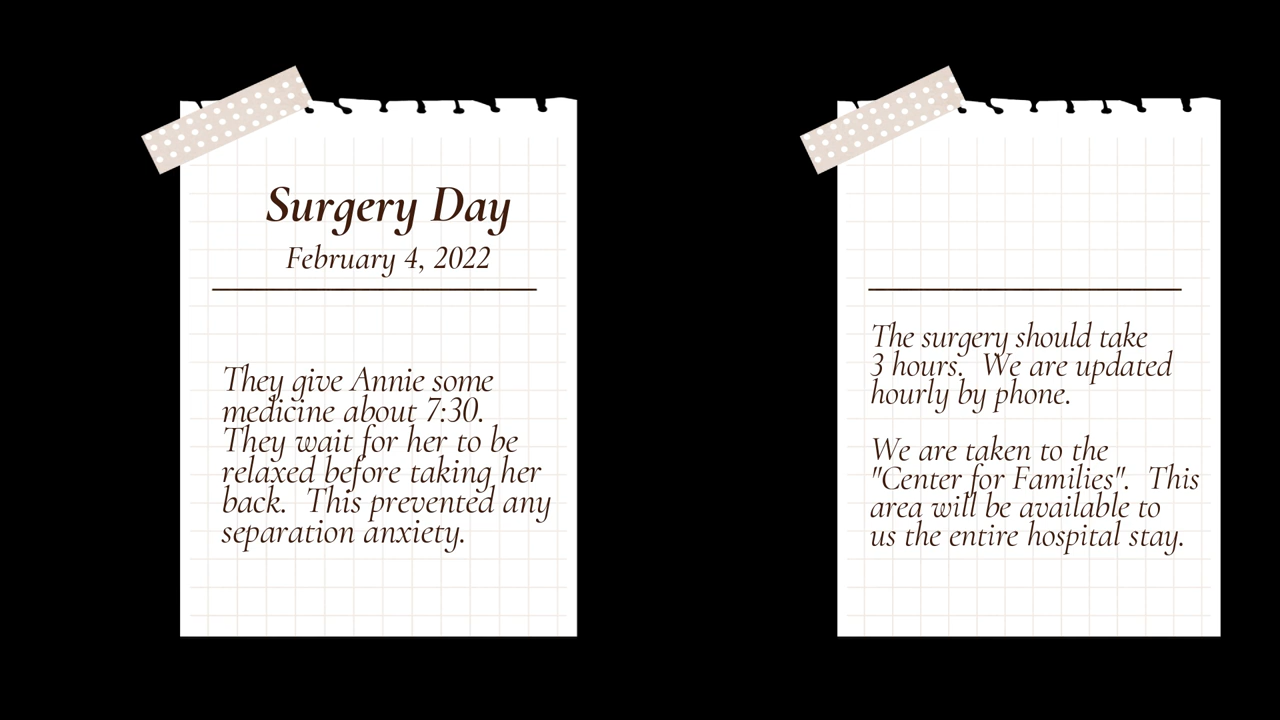 Surgery Day
February 4, 2022
They give Annie some
medicine about 7:30.
They wait for her to be
relaxed before taking her
back.  This prevented any
separation anxiety.
The surgery should take
3 hours.  We are updated
hourly by phone.
We are taken to the
"Center for Families".  This
area will be available to
us the entire hospital stay.